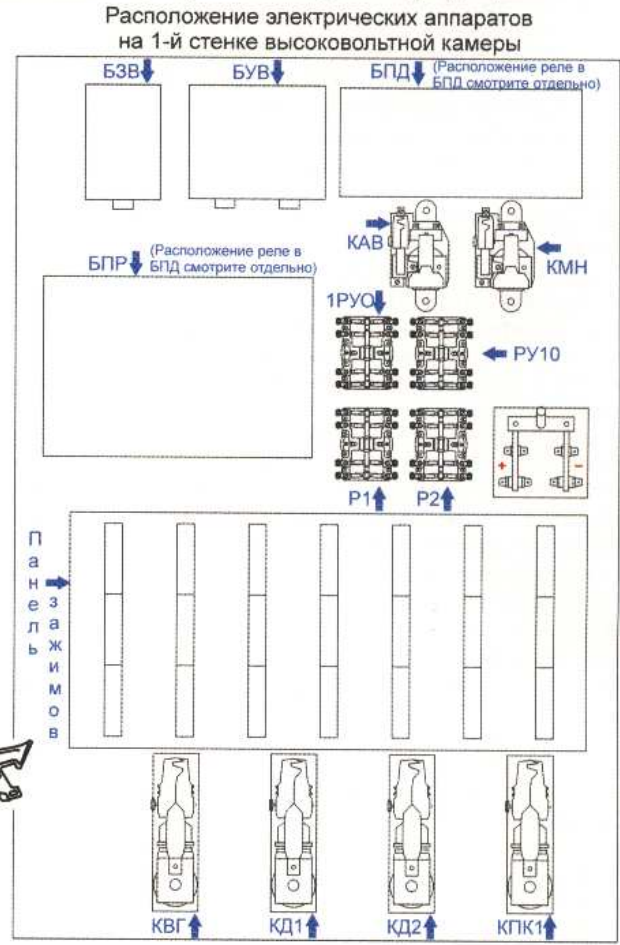 Расположение электрических аппаратов
на 1-й стенке высоковольтной камеры
БЗВ
БУВ
БПД
(Расположение реле в
БПД смотрите отдельно)
КАВ
КМН
БПР
(Расположение реле в
БПД смотрите отдельно)
1РУО
РУ10
+
−
Р1
Р2
Панель
зажимов
КВГ
КД1
КД2
КПК1